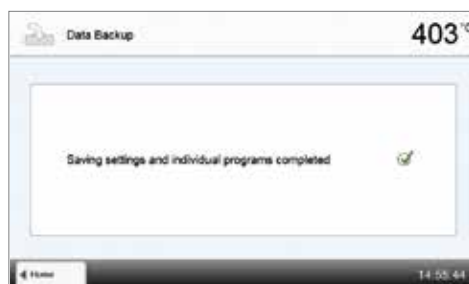 Data Backup
403 °C
Saving settings and individual programs completed
Home
14:55:44